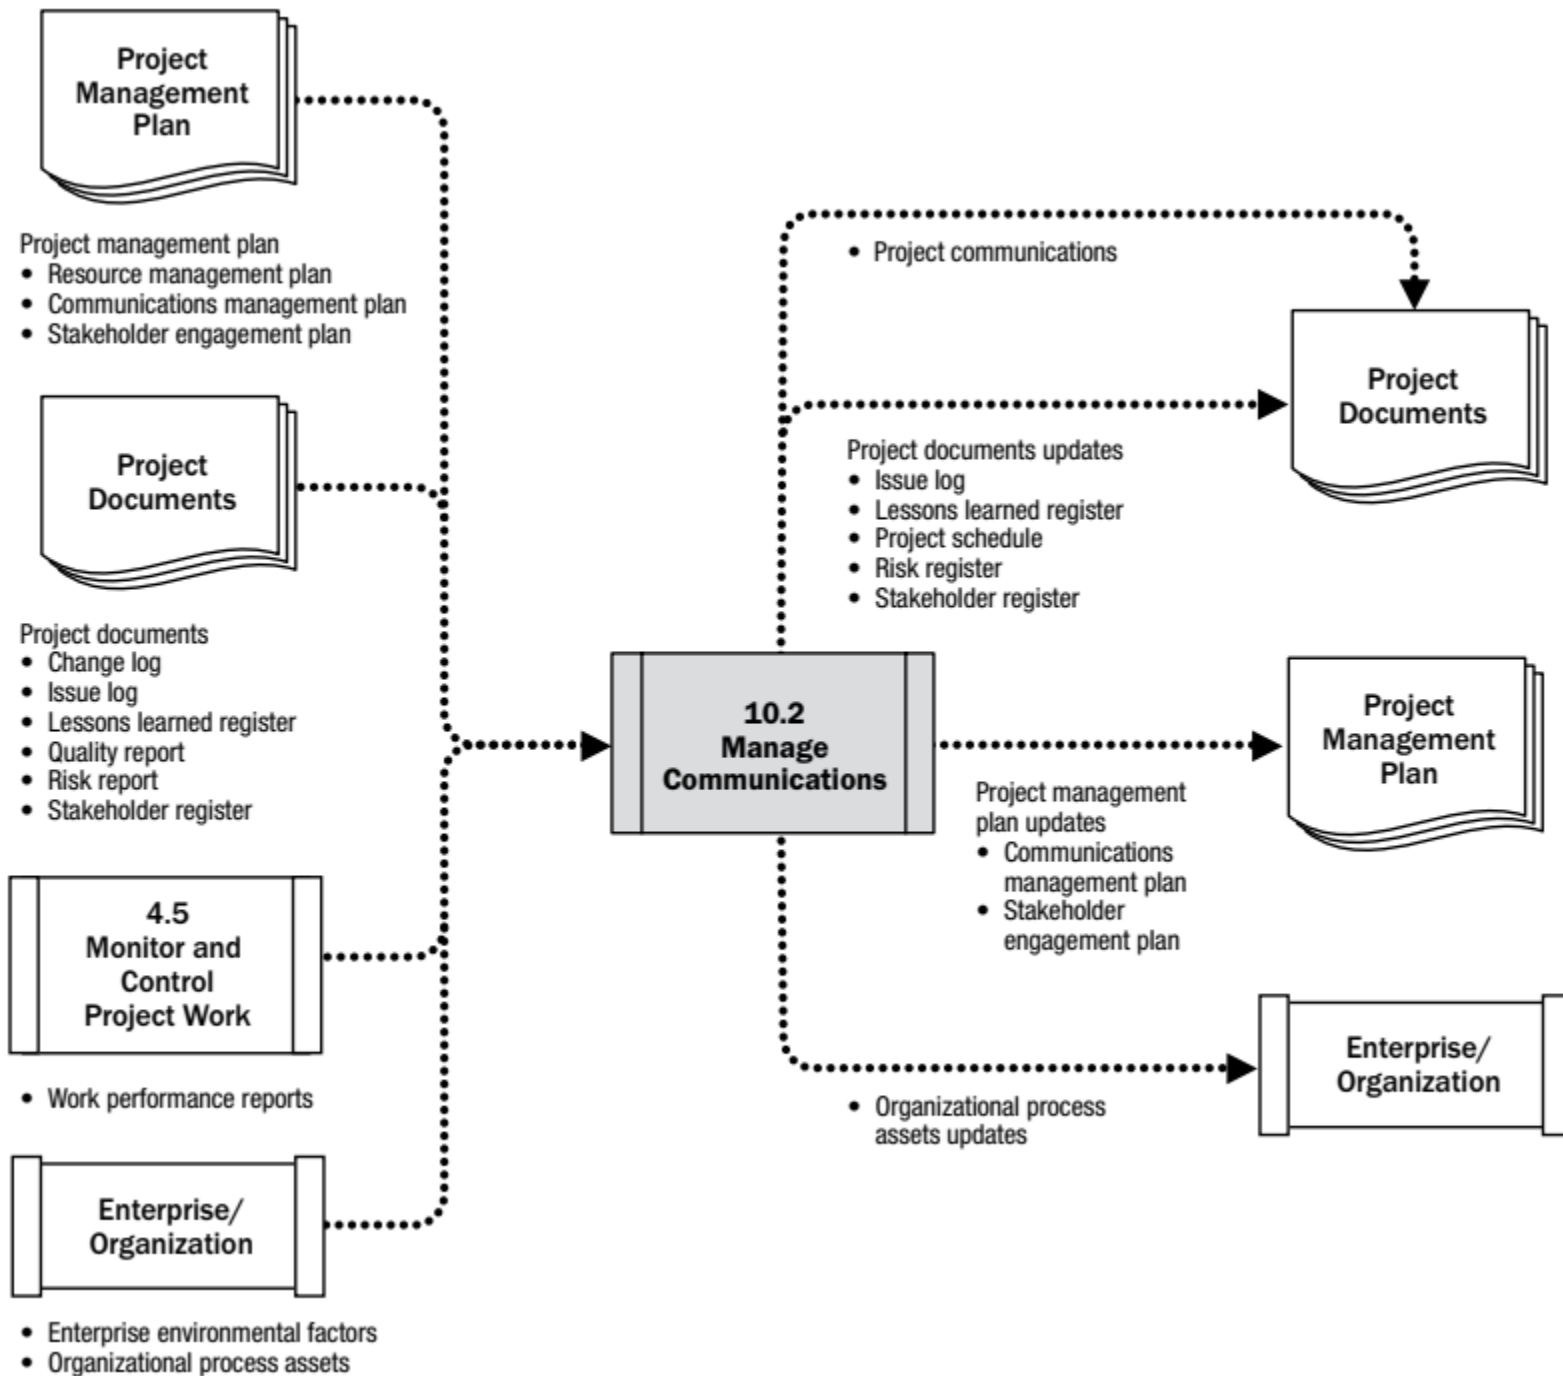 Project
Management
Plan
Project management plan
• Resource management plan
• Communications management plan
• Stakeholder engagement plan
Project
Documents
Project documents
• Change log
• Issue log
• Lessons learned register
• Quality report
• Risk report
• Stakeholder register
4.5
Monitor and
Control
Project Work
• Work performance reports
Enterprise/
Organization
• Enterprise environmental factors
• Organizational process assets
10.2
Manage
Communications
• Project communications
Project
Documents
Project documents updates
• Issue log
• Lessons learned register
• Project schedule
• Risk register
• Stakeholder register
Project
Management
Plan
Project management
plan updates
• Communications
management plan
• Stakeholder
engagement plan
Enterprise/
Organization
• Organizational process
assets updates